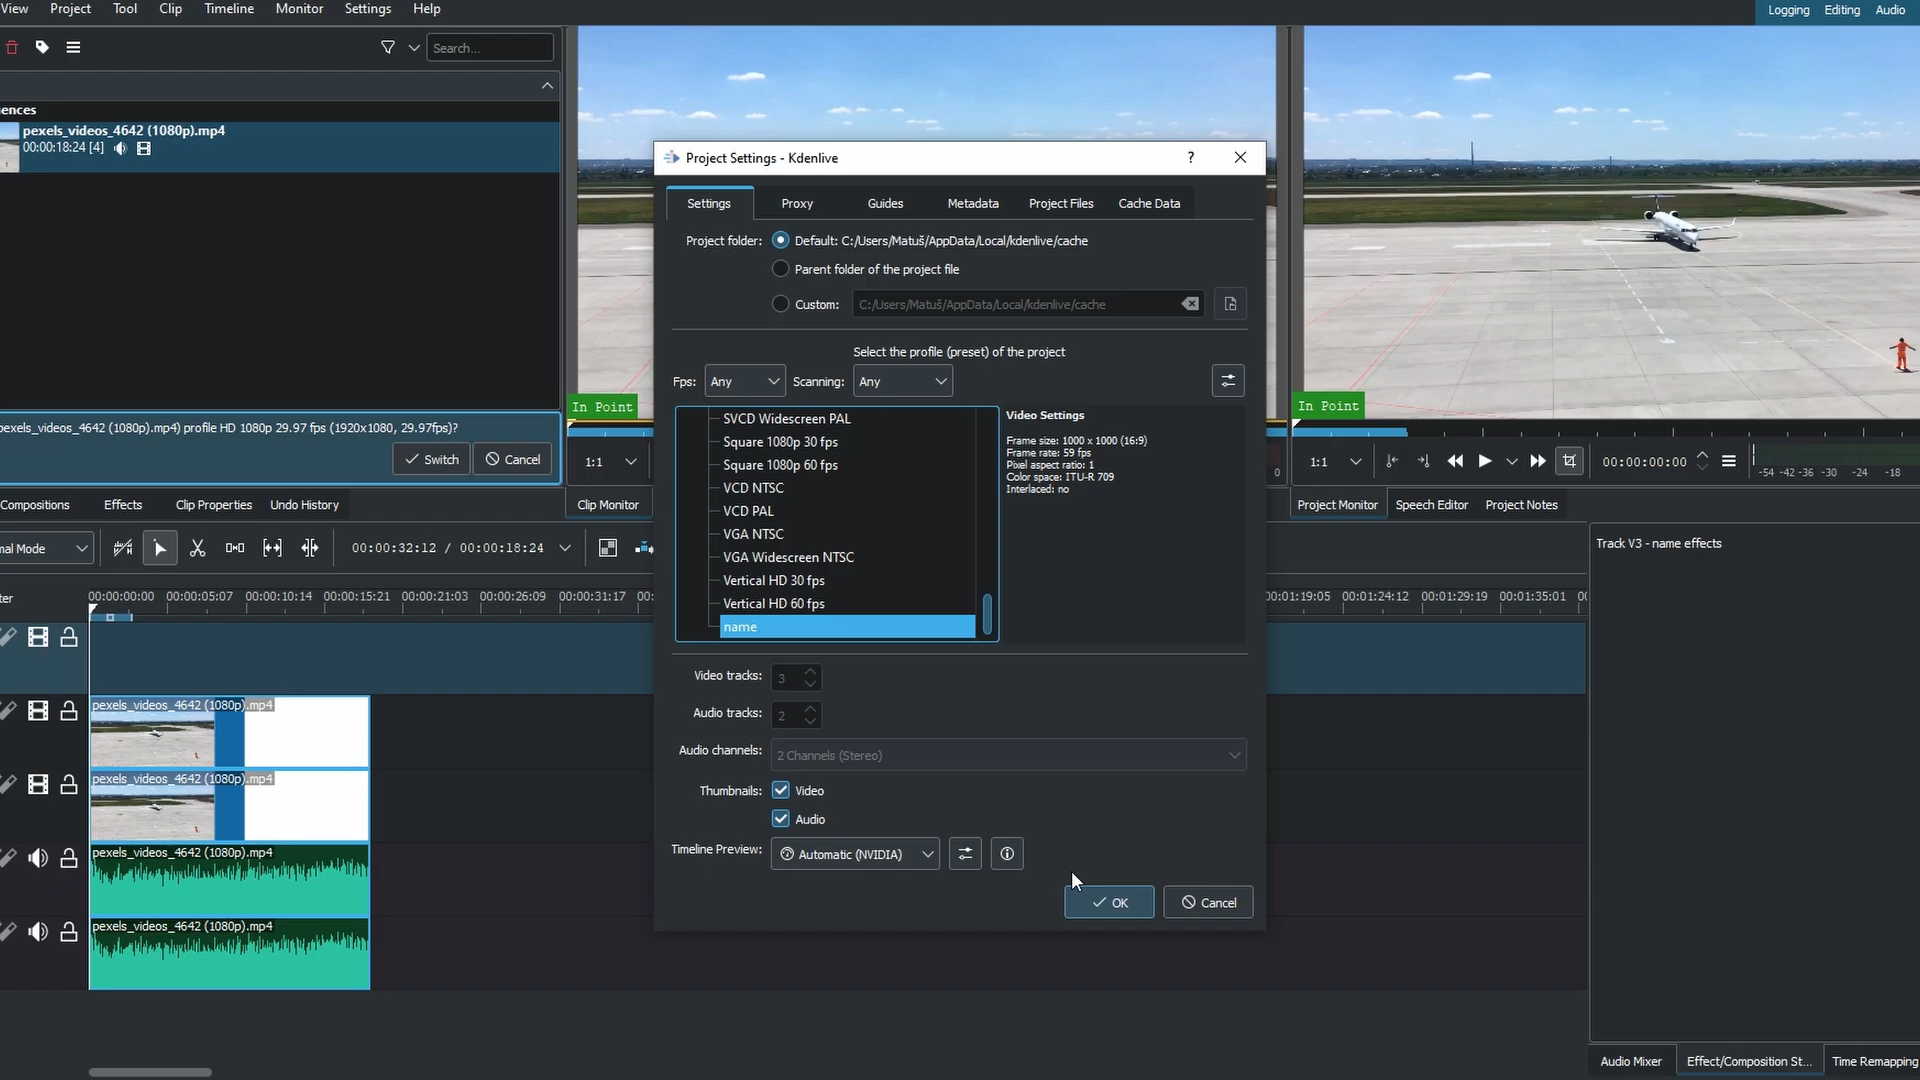 View Project Tool Clip Timeline Monitor Settings Help
Logging Editing Audio
Search...
ences
pexels_videos_4642 (1080p).mp4
00:00:18:24 [4]
pexels_videos_4642 (1080p).mp4) profile HD 1080p 29.97 fps (1920x1080, 29.97fps)?
Switch Cancel
Compositions Effects Clip Properties Undo History
In Point
1:1
Clip Monitor
Project Settings - Kdenlive
?
Settings Proxy Guides Metadata Project Files Cache Data
Project folder: Default: C:/Users/Matuš/AppData/Local/kdenlive/cache
Parent folder of the project file
Custom: C:/Users/Matuš/AppData/Local/kdenlive/cache
Select the profile (preset) of the project
Fps: Any Scanning: Any
SVCD Widescreen PAL
Square 1080p 30 fps
Square 1080p 60 fps
VCD NTSC
VCD PAL
VGA NTSC
VGA Widescreen NTSC
Vertical HD 30 fps
Vertical HD 60 fps
name
Video Settings
Frame size: 1000 x 1000 (16:9)
Frame rate: 59 fps
Pixel aspect ratio: 1
Color space: ITU-R 709
Interlaced: no
Video tracks: 3
Audio tracks: 2
Audio channels: 2 Channels (Stereo)
Thumbnails: Video
Audio
Timeline Preview: Automatic (NVIDIA)
OK Cancel
In Point
0
1:1
00:00:00:00
-54 -42 -36 -30 -24 -18
Project Monitor Speech Editor Project Notes
mal Mode
00:00:32:12 / 00:00:18:24
ter
00:00:00:00 00:00:05:07 00:00:10:14 00:00:15:21 00:00:21:03 00:00:26:09 00:00:31:17 00:
00:01:19:05 00:01:24:12 00:01:29:19 00:01:35:01
pexels_videos_4642 (1080p).mp4
pexels_videos_4642 (1080p).mp4
pexels_videos_4642 (1080p).mp4
pexels_videos_4642 (1080p).mp4
Track V3 - name effects
Audio Mixer Effect/Composition St... Time Remapping